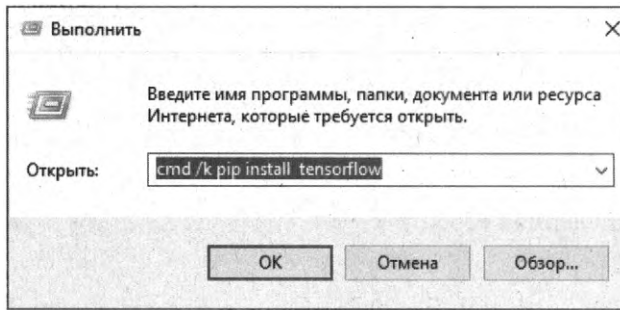 Выполнить
Введите имя программы, папки, документа или ресурса
Интернета, которые требуется открыть.
Открыть: cmd /k pip install tensorflow
ОК Отмена Обзор...